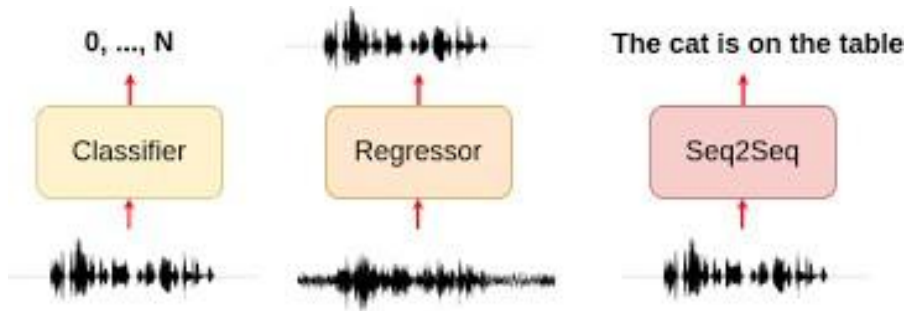 0, ..., N
The cat is on the table
Classifier
Regressor
Seq2Seq